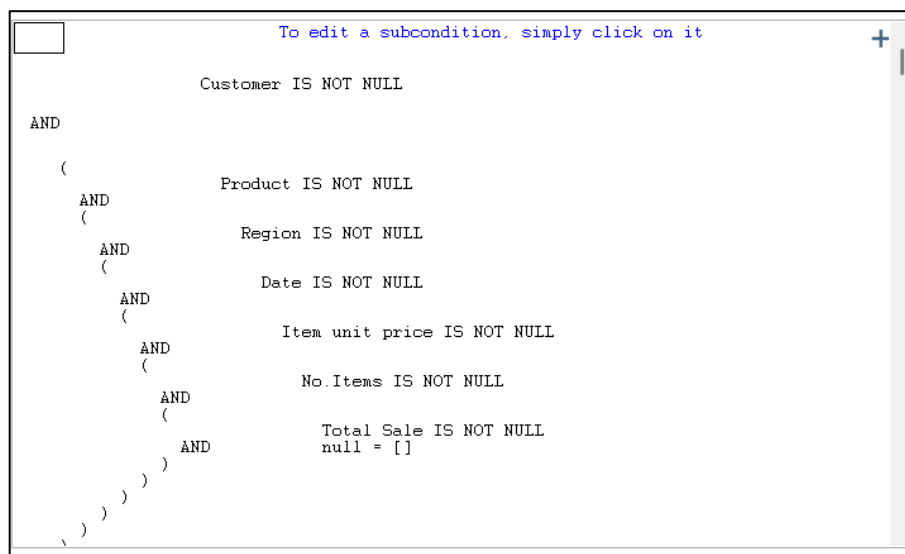 To edit a subcondition, simply click on it
+
Customer IS NOT NULL
AND
(
Product IS NOT NULL
AND
(
Region IS NOT NULL
AND
(
Date IS NOT NULL
AND
(
Item unit price IS NOT NULL
AND
(
No.Items IS NOT NULL
AND
(
Total Sale IS NOT NULL
AND null = []
)
)
)
)
)